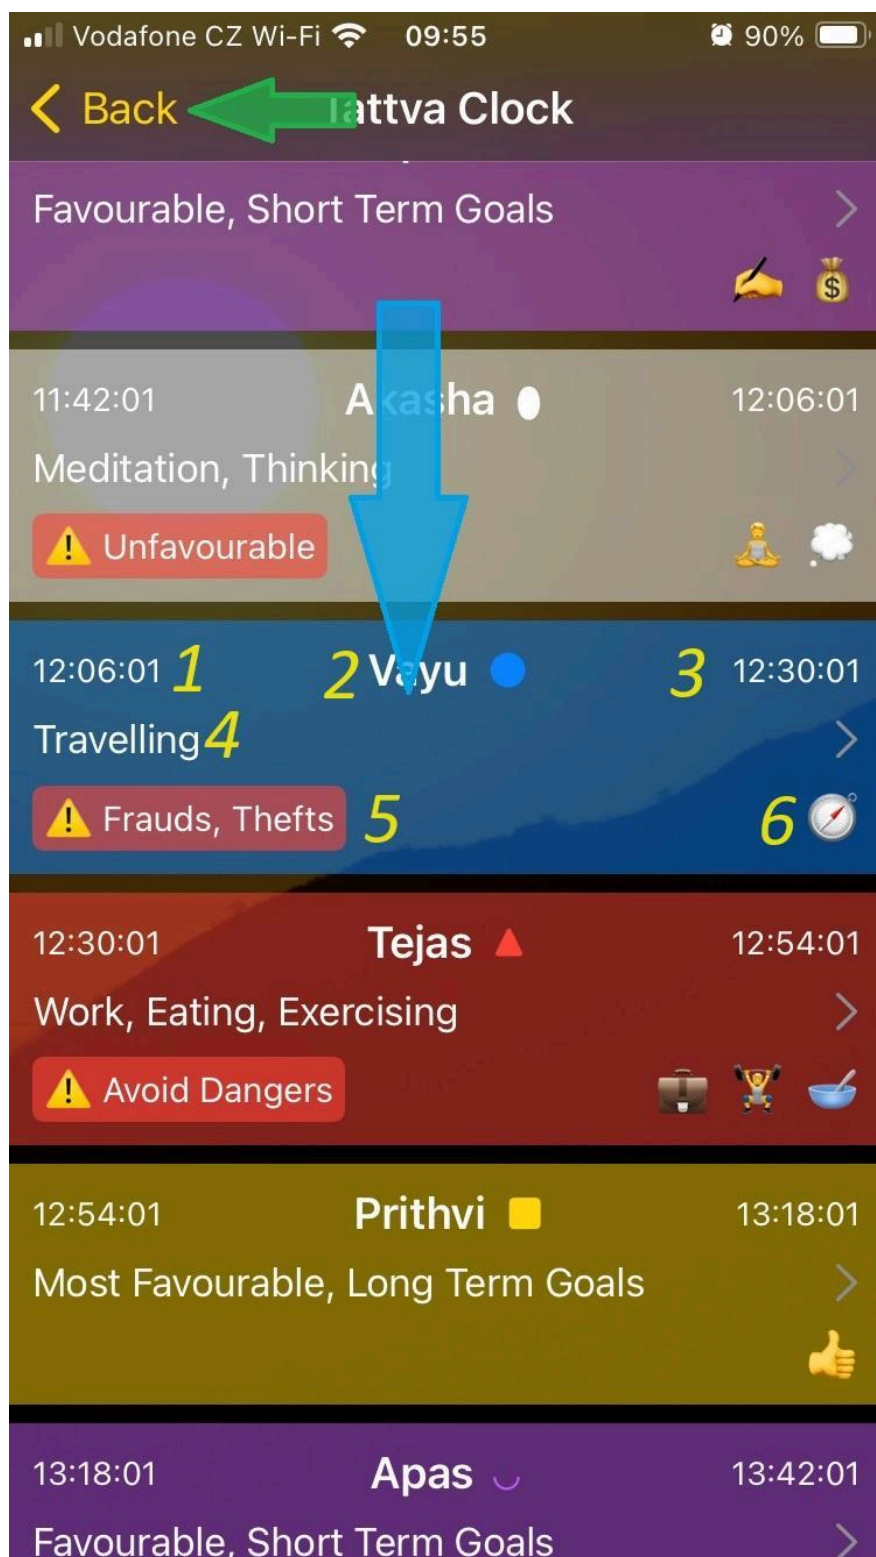 Vodafone CZ Wi-Fi 09:55 90%
Back Tattva Clock
Favourable, Short Term Goals
11:42:01 Akasha 12:06:01
Meditation, Thinking
Unfavourable
12:06:01 1 2 Vayu 3 12:30:01
Travelling 4
Frauds, Thefts 5 6
12:30:01 Tejas 12:54:01
Work, Eating, Exercising
Avoid Dangers
12:54:01 Prithvi 13:18:01
Most Favourable, Long Term Goals
13:18:01 Apas 13:42:01
Favourable, Short Term Goals